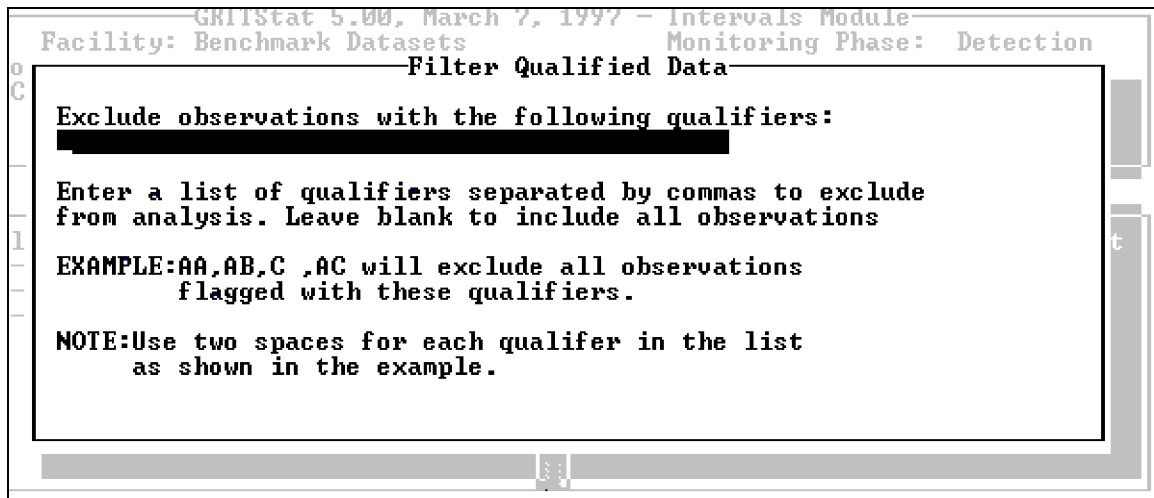 GRITStat 5.00, March 7, 1997 — Intervals Module
Facility: Benchmark Datasets Monitoring Phase: Detection
o
Filter Qualified Data
C
Exclude observations with the following qualifiers:
Enter a list of qualifiers separated by commas to exclude
from analysis. Leave blank to include all observations
l t
EXAMPLE:AA,AB,C ,AC will exclude all observations
flagged with these qualifiers.
NOTE:Use two spaces for each qualifer in the list
as shown in the example.